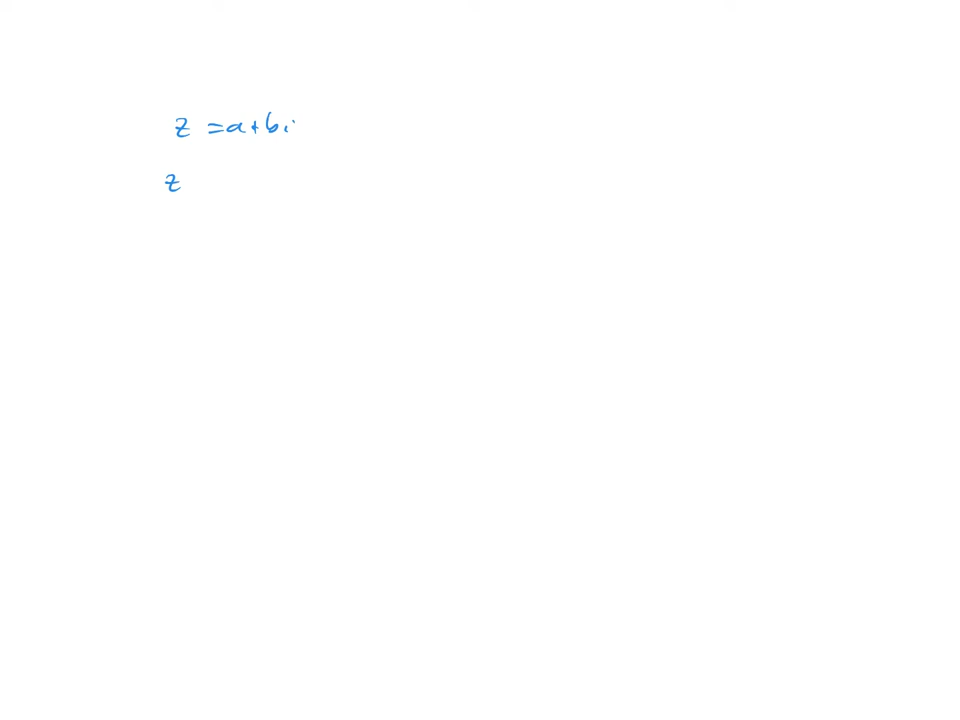 z = a + bi
z